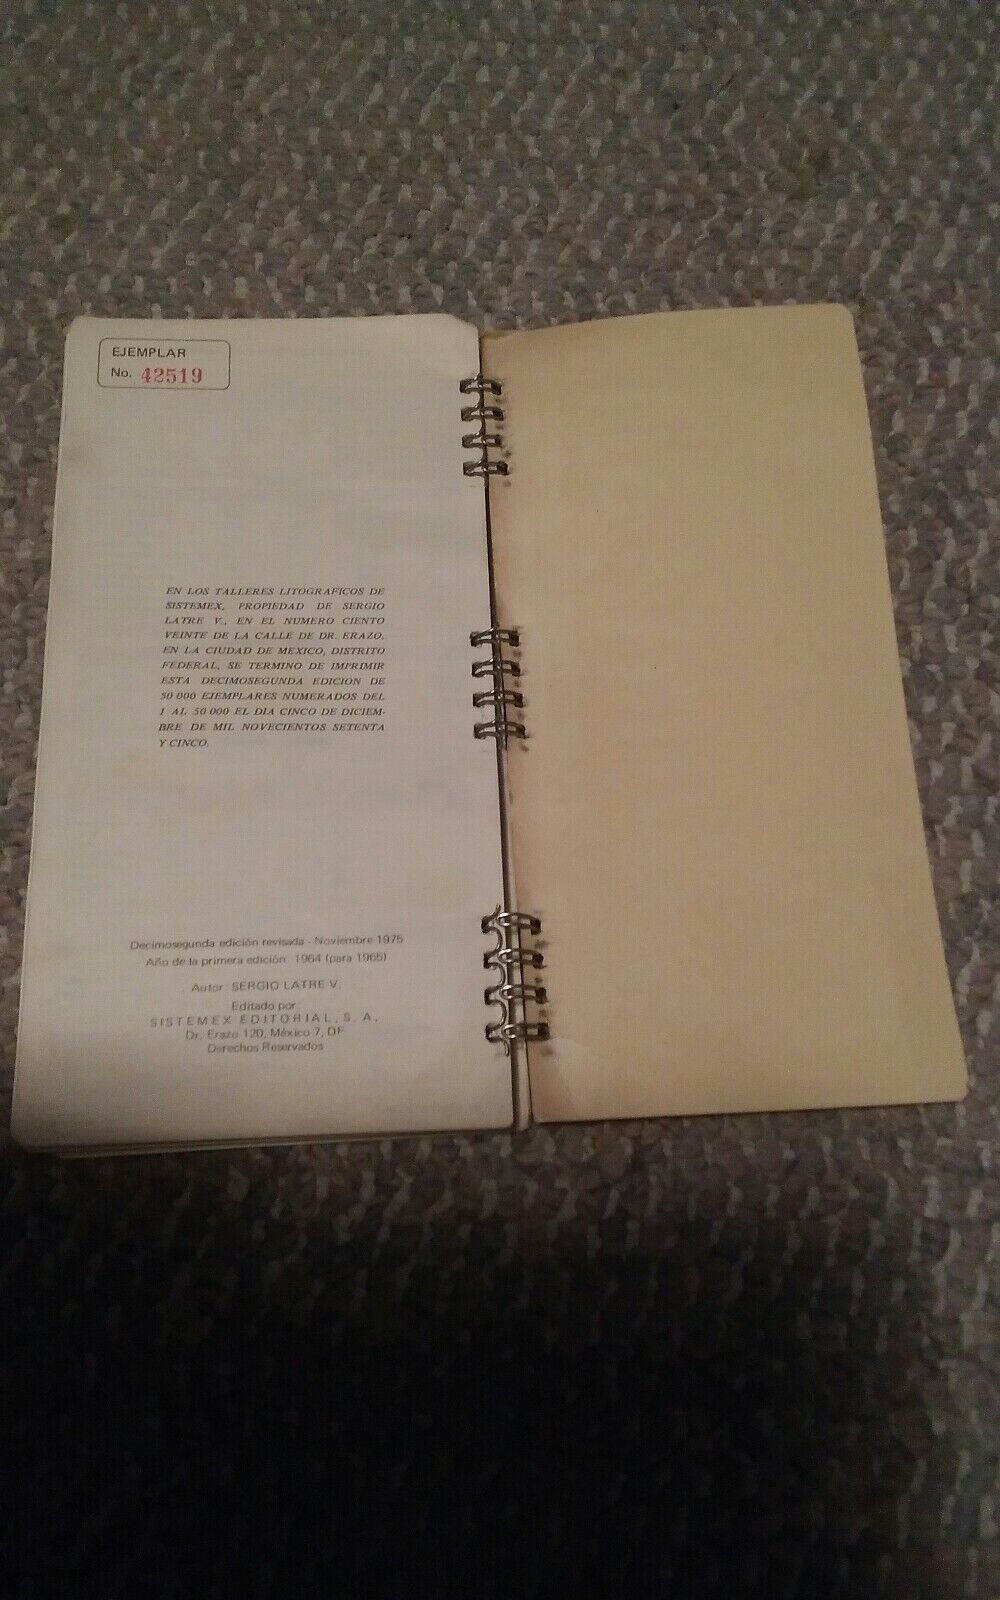 EJEMPLAR
No. 42519
EN LOS TALLERES LITOGRAFICOS DE
SISTEMEX, PROPIEDAD DE SERGIO
LATRE V., EN EL NUMERO CIENTO
VEINTE DE LA CALLE DE DR. ERAZO,
EN LA CIUDAD DE MEXICO, DISTRITO
FEDERAL, SE TERMINO DE IMPRIMIR
ESTA DECIMOSEGUNDA EDICION DE
50 000 EJEMPLARES NUMERADOS DEL
1 AL 50 000 EL DIA CINCO DE DICIEM-
BRE DE MIL NOVECIENTOS SETENTA
Y CINCO.
Decimosegunda edición revisada - Noviembre 1975
Año de la primera edición: 1964 (para 1965)
Autor: SERGIO LATRE V.
Editado por:
SISTEMEX EDITORIAL, S. A.,
Dr. Erazo 120, México 7, DF
Derechos Reservados